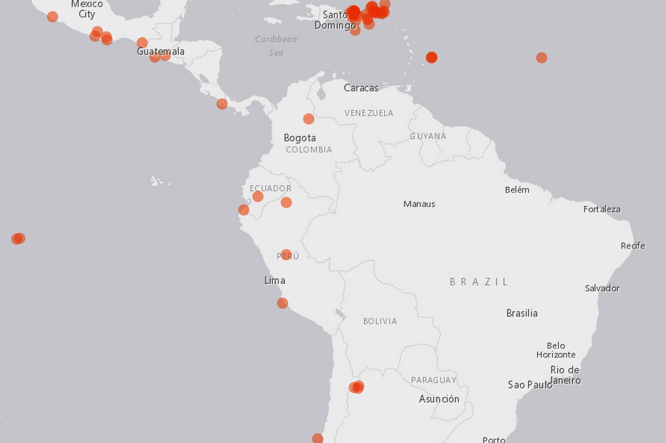 Mexico
City
Santo
Domingo
Caribbean
Sea
Guatemala
Caracas
VENEZUELA
GUYANA
Bogota
COLOMBIA
ECUADOR
Belém
Manaus
Fortaleza
Recife
PERÚ
Lima
BRAZIL
Salvador
Brasilia
BOLIVIA
Belo
Horizonte
Rio de
Janeiro
PARAGUAY
Sao Paulo
Asunción
Porto